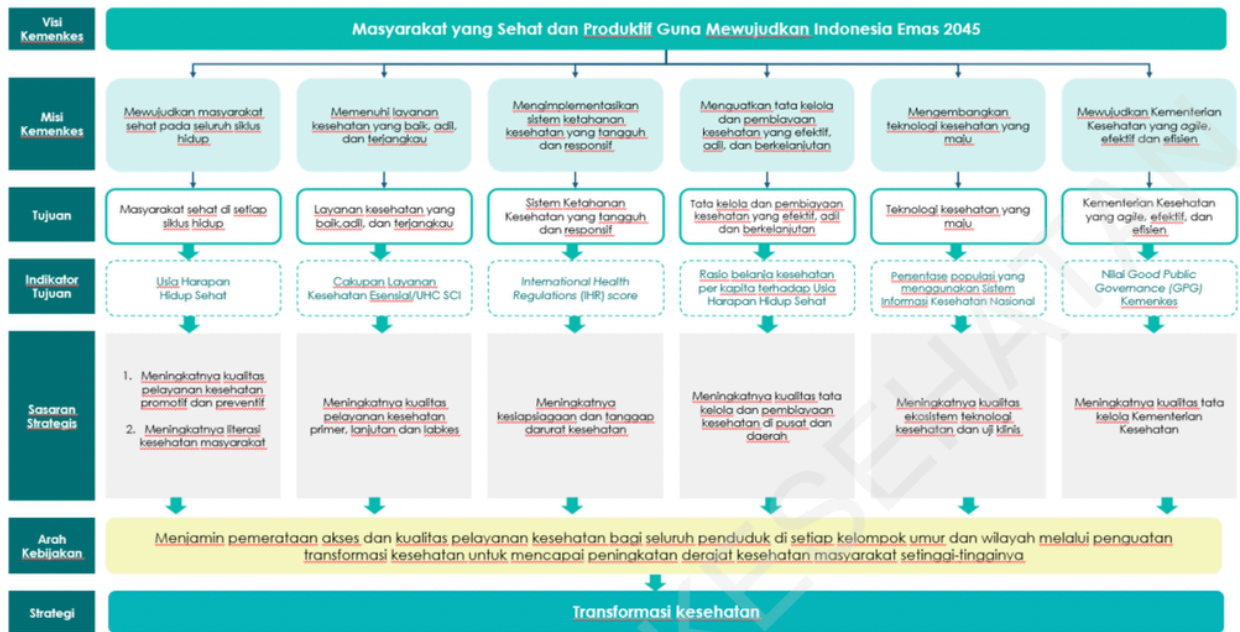 Visi
Kemenkes
Masyarakat yang Sehat dan Produktif Guna Mewujudkan Indonesia Emas 2045
Misi
Kemenkes
Mewujudkan masyarakat
sehat pada seluruh siklus
hidup
Memenuhi layanan
kesehatan yang baik, adil,
dan terjangkau
Mengimplementasikan
sistem ketahanan
kesehatan yang tangguh
dan responsif
Menguatkan tata kelola
dan pembiayaan
kesehatan yang efektif,
adil, dan berkelanjutan
Mengembangkan
teknologi kesehatan yang
maju
Mewujudkan Kementerian
Kesehatan yang agile,
efektif dan efisien
Tujuan
Masyarakat sehat di setiap
siklus hidup
Layanan kesehatan yang
baik,adil, dan terjangkau
Sistem Ketahanan
Kesehatan yang tangguh
dan responsif
Tata kelola dan pembiayaan
kesehatan yang efektif, adil
dan berkelanjutan
Teknologi kesehatan yang
maju
Kementerian Kesehatan
yang agile, efektif, dan
efisien
Indikator
Tujuan
Usia Harapan
Hidup Sehat
Cakupan Layanan
Kesehatan Esensial/UHC SCI
International Health
Regulations (IHR) score
Rasio belanja kesehatan
per kapita terhadap Usia
Harapan Hidup Sehat
Persentase populasi yang
menggunakan Sistem
Informasi Kesehatan Nasional
Nilai Good Public
Governance (GPG)
Kemenkes
Sasaran
Strategis
1. Meningkatnya kualitas
pelayanan kesehatan
promotif dan preventif
2. Meningkatnya literasi
kesehatan masyarakat
Meningkatnya kualitas
pelayanan kesehatan
primer, lanjutan dan labkes
Meningkatnya
kesiapsiagaan dan tanggap
darurat kesehatan
Meningkatnya kualitas tata
kelola dan pembiayaan
kesehatan di pusat dan
daerah
Meningkatnya kualitas
ekosistem teknologi
kesehatan dan uji klinis
Meningkatnya kualitas tata
kelola Kementerian
Kesehatan
Arah
Kebijakan
Menjamin pemerataan akses dan kualitas pelayanan kesehatan bagi seluruh penduduk di setiap kelompok umur dan wilayah melalui penguatan
transformasi kesehatan untuk mencapai peningkatan derajat kesehatan masyarakat setinggi-tingginya
Strategi
Transformasi kesehatan
KESEHATAN